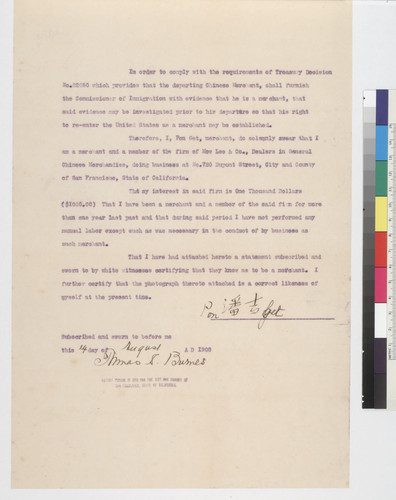 In order to comply with the requirements of Treasury Decision
which provides that the departing Chinese Merchant, shall furnish
the Commissioner of Immigration with evidence that he is a merchant, that
said evidence may be investigated prior to his departure so that his right
to re-enter the United States as a merchant may be established.
Therefore, I, Pon Get, merchant, do solemnly swear that I
am a merchant and a member of the firm of & Co., Dealers in General
Chinese Merchandise, doing business at Dupont Street, City and County
of San Francisco, State of California.
That my interest in said firm is One Thousand Dollars
($1000.00) That I have been a merchant and a member of the said firm for more
than one year last past and that during said period I have not performed any
manual labor except such as was necessary in the conduct of my business as
such merchant.
That I have had attached hereto a statement subscribed and
sworn to by white witnesses certifying that they know me to be a merchant. I
further certify that the photograph hereto attached is a correct likeness of
myself at the present time.
Pon 潘吉 Get
Subscribed and sworn to before me
this day of August A D
Thomas S. Burnes